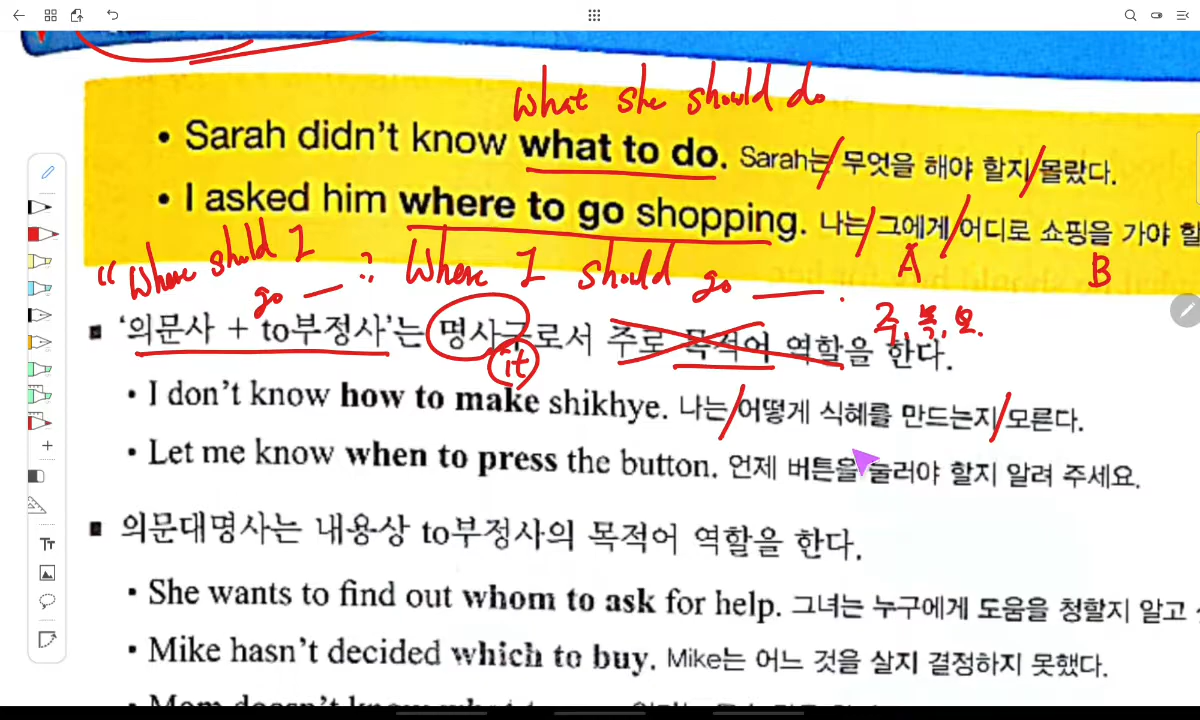 What she should do
• Sarah didn't know what to do. Sarah는/무엇을 해야 할지/몰랐다.
• I asked him where to go shopping. 나는/그에게/어디로 쇼핑을 가야 할
A B
"Where should I
go ?
Where I should go .
주, 목, 보.
▪ '의문사 + to부정사'는 명사구로서 주로 목적어 역할을 한다.
it
• I don't know how to make shikhye. 나는/어떻게 식혜를 만드는지/모른다.
• Let me know when to press the button. 언제 버튼을 눌러야 할지 알려 주세요.
▪ 의문대명사는 내용상 to부정사의 목적어 역할을 한다.
• She wants to find out whom to ask for help. 그녀는 누구에게 도움을 청할지 알고
• Mike hasn't decided which to buy. Mike는 어느 것을 살지 결정하지 못했다.
Tт